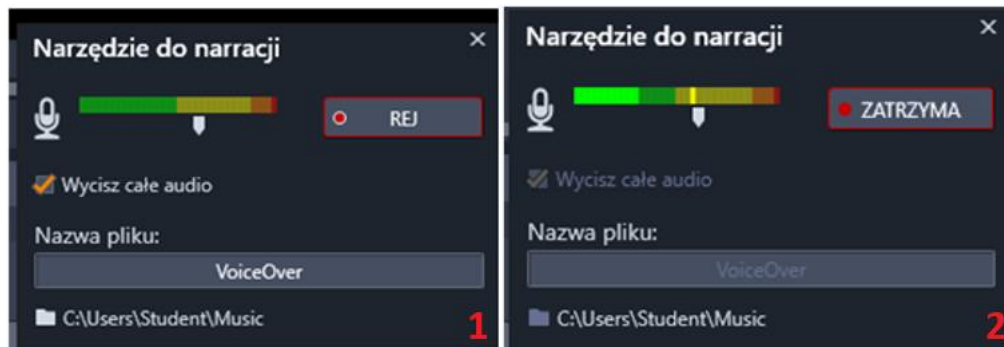 Narzędzie do narracji
REJ
Wycisz całe audio
Nazwa pliku:
VoiceOver
C:\Users\Student\Music
1
Narzędzie do narracji
ZATRZYMA
Wycisz całe audio
Nazwa pliku:
VoiceOver
C:\Users\Student\Music
2